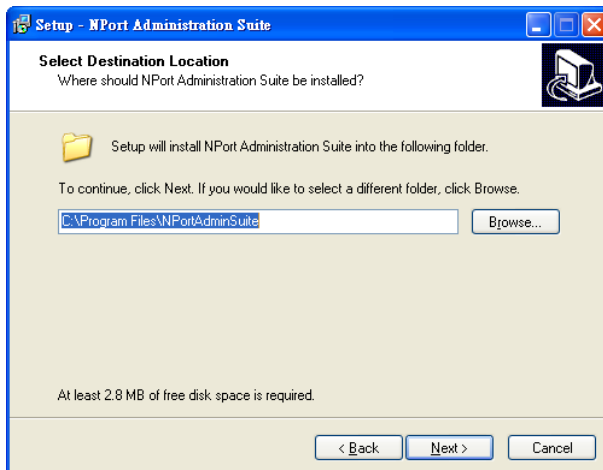 Setup - NPort Administration Suite
Select Destination Location
Where should NPort Administration Suite be installed?
Setup will install NPort Administration Suite into the following folder.
To continue, click Next. If you would like to select a different folder, click Browse.
C:\Program Files\NPortAdminSuite
Browse...
At least 2.8 MB of free disk space is required.
< Back
Next >
Cancel